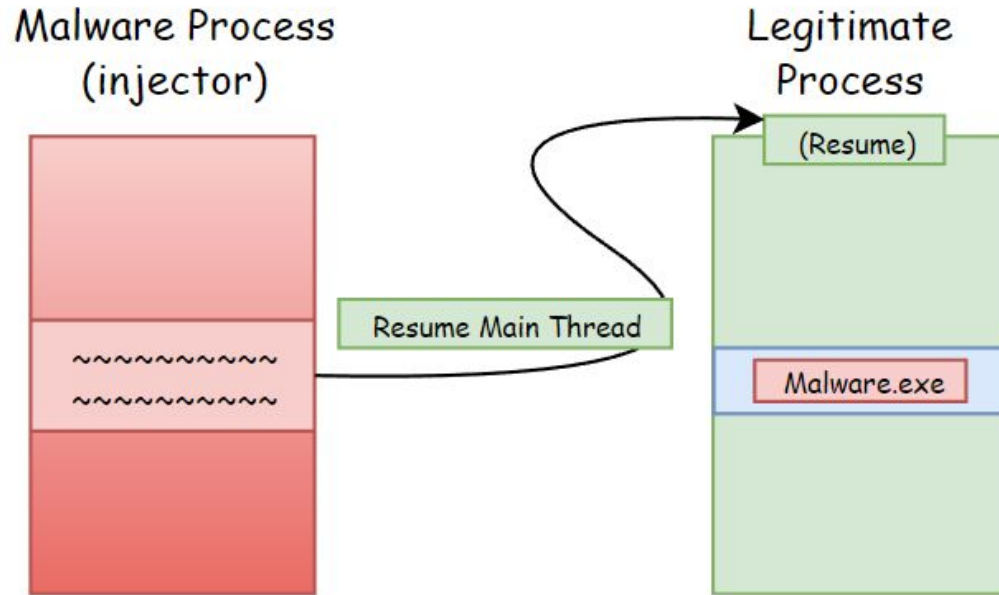 Malware Process
(injector)
Legitimate
Process
(Resume)
Resume Main Thread
~~~~~~~~~~
~~~~~~~~~~
Malware.exe